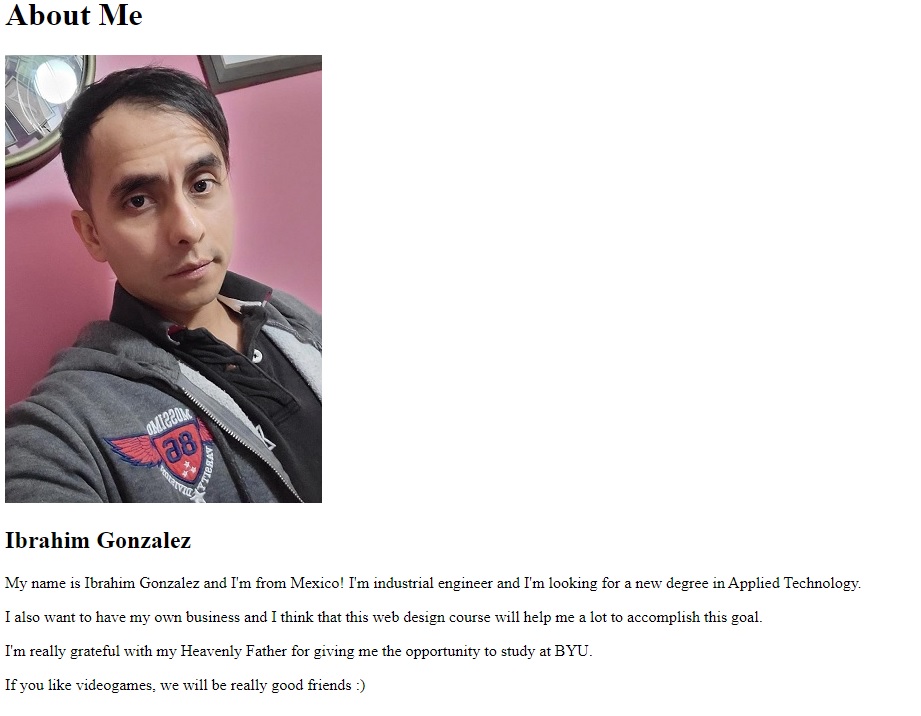 About Me
MOSSIMO
98
VARSITY
DIVISION
Ibrahim Gonzalez
My name is Ibrahim Gonzalez and I'm from Mexico! I'm industrial engineer and I'm looking for a new degree in Applied Technology.
I also want to have my own business and I think that this web design course will help me a lot to accomplish this goal.
I'm really grateful with my Heavenly Father for giving me the opportunity to study at BYU.
If you like videogames, we will be really good friends :)